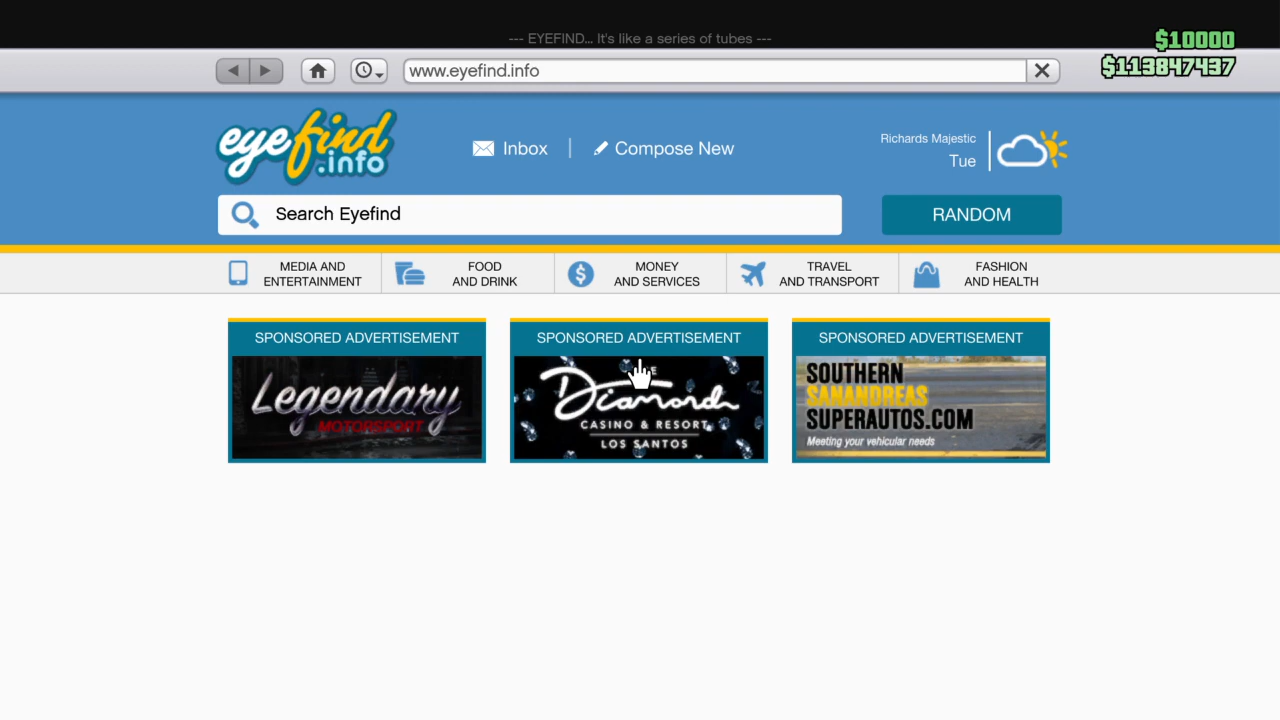 --- EYEFIND... It's like a series of tubes ---
$10000
$113847437
www.eyefind.info
eyefind
.info
Inbox
Compose New
Richards Majestic
Tue
Search Eyefind
RANDOM
MEDIA AND
ENTERTAINMENT
FOOD
AND DRINK
MONEY
AND SERVICES
TRAVEL
AND TRANSPORT
FASHION
AND HEALTH
SPONSORED ADVERTISEMENT
Legendary
MOTORSPORT
SPONSORED ADVERTISEMENT
Diamond
CASINO & RESORT
LOS SANTOS
SPONSORED ADVERTISEMENT
SOUTHERN
SANANDREAS
SUPERAUTOS.COM
Meeting your vehicular needs